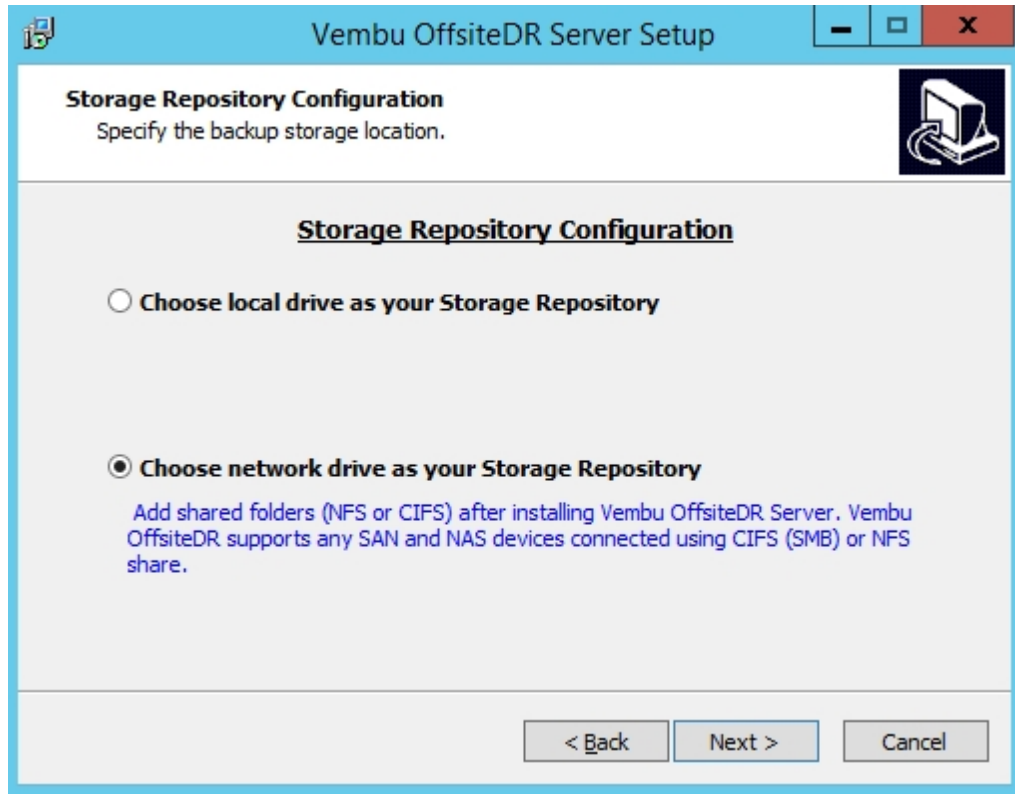 Vembu OffsiteDR Server Setup
Storage Repository Configuration
Specify the backup storage location.
Storage Repository Configuration
Choose local drive as your Storage Repository
Choose network drive as your Storage Repository
Add shared folders (NFS or CIFS) after installing Vembu OffsiteDR Server. Vembu
OffsiteDR supports any SAN and NAS devices connected using CIFS (SMB) or NFS
share.
< Back Next > Cancel